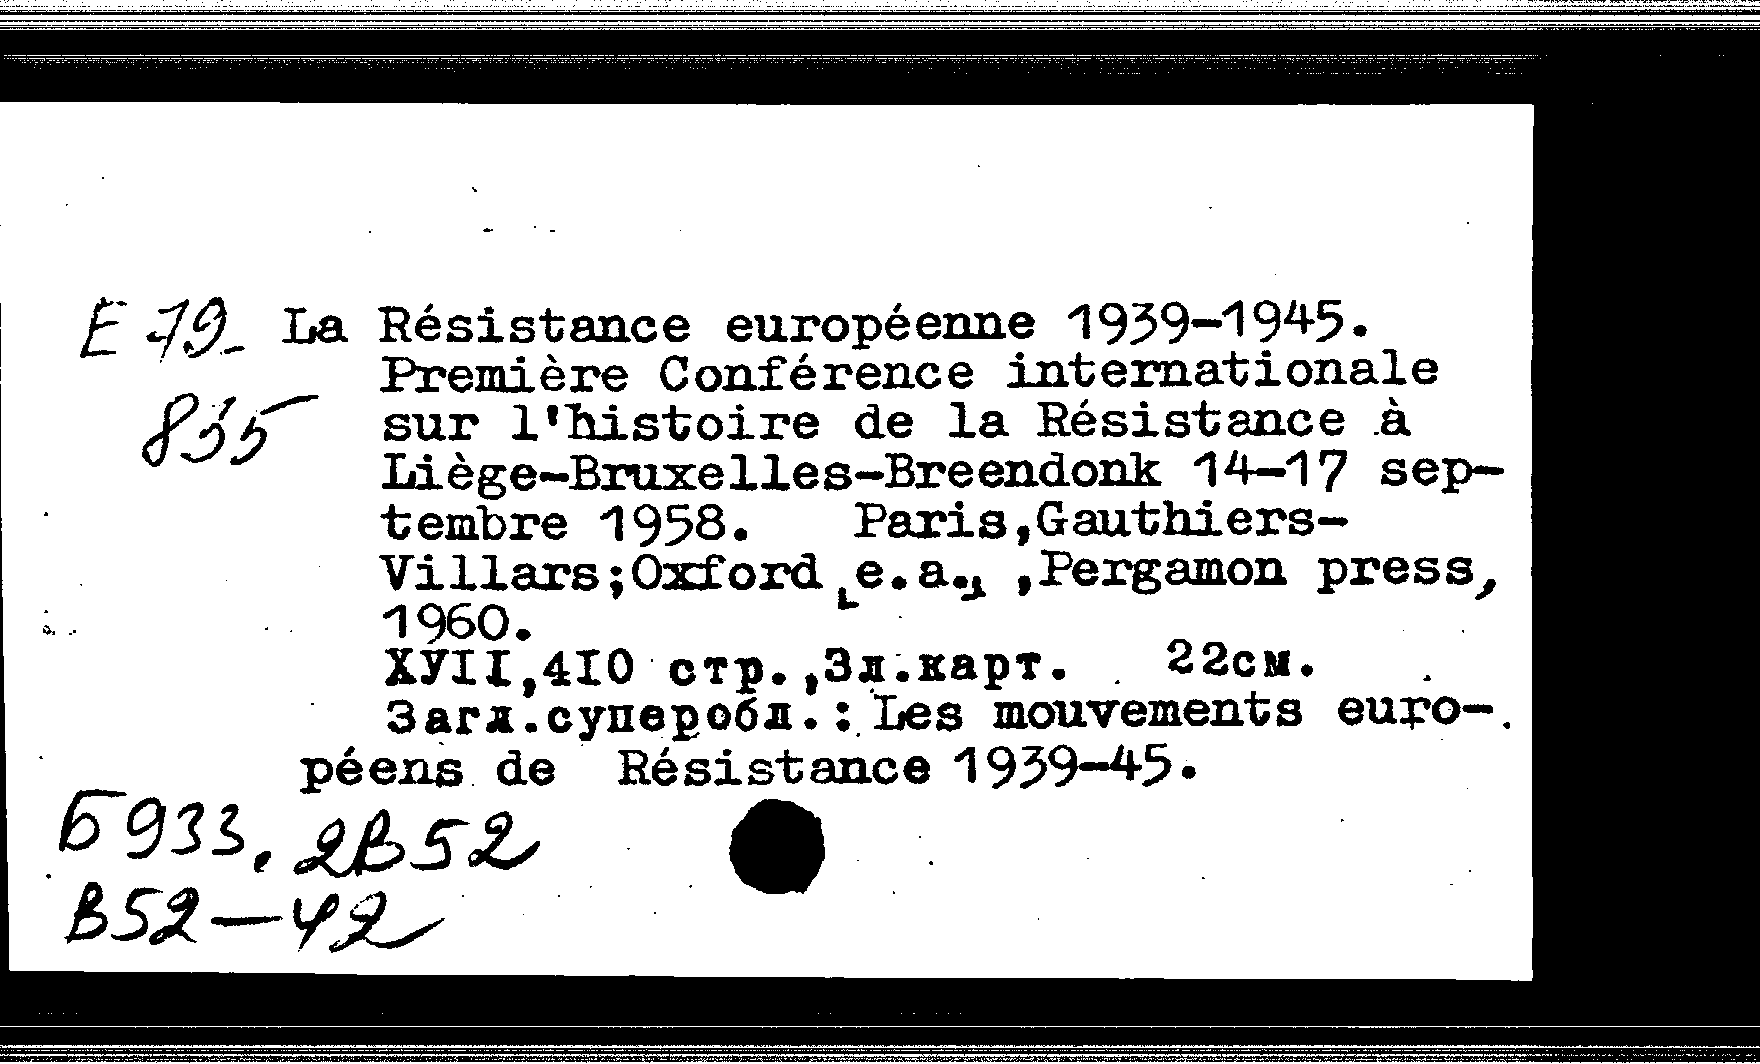 E 79- La Résistance européenne 1939-1945.
Première Conférence internationale
835 sur l'histoire de la Résistance à
Liège-Bruxelles-Breendonk 14-17 sep-
tembre 1958. Paris,Gauthiers-
Villars;Oxford [e.a.] ,Pergamon press,
1960.
ХУII,4I0 стр.,3л.карт. 22см.
Загл.суперобл.: Les mouvements euro-
péens de Résistance 1939-45.
Б933.2В52
В52-42